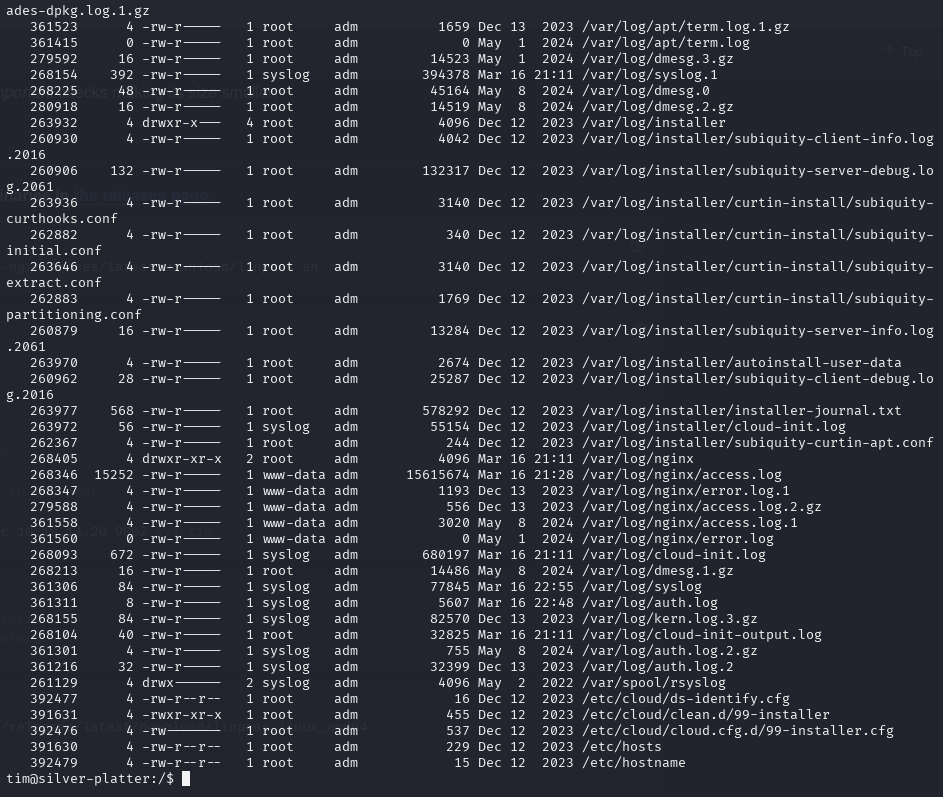 ades-dpkg.log.1.gz
361523 4 -rw-r----- 1 root adm 1659 Dec 13 2023 /var/log/apt/term.log.1.gz
361415 0 -rw-r----- 1 root adm 0 May 1 2024 /var/log/apt/term.log
279592 16 -rw-r----- 1 root adm 14523 May 1 2024 /var/log/dmesg.3.gz
268154 392 -rw-r----- 1 syslog adm 394378 Mar 16 21:11 /var/log/syslog.1
268225 48 -rw-r----- 1 root adm 45164 May 8 2024 /var/log/dmesg.0
280918 16 -rw-r----- 1 root adm 14519 May 8 2024 /var/log/dmesg.2.gz
263932 4 drwxr-x--- 4 root adm 4096 Dec 12 2023 /var/log/installer
260930 4 -rw-r----- 1 root adm 4042 Dec 12 2023 /var/log/installer/subiquity-client-info.log
.2016
260906 132 -rw-r----- 1 root adm 132317 Dec 12 2023 /var/log/installer/subiquity-server-debug.lo
g.2061
263936 4 -rw-r----- 1 root adm 3140 Dec 12 2023 /var/log/installer/curtin-install/subiquity-
curthooks.conf
262882 4 -rw-r----- 1 root adm 340 Dec 12 2023 /var/log/installer/curtin-install/subiquity-
initial.conf
263646 4 -rw-r----- 1 root adm 3140 Dec 12 2023 /var/log/installer/curtin-install/subiquity-
extract.conf
262883 4 -rw-r----- 1 root adm 1769 Dec 12 2023 /var/log/installer/curtin-install/subiquity-
partitioning.conf
260879 16 -rw-r----- 1 root adm 13284 Dec 12 2023 /var/log/installer/subiquity-server-info.log
.2061
263970 4 -rw-r----- 1 root adm 2674 Dec 12 2023 /var/log/installer/autoinstall-user-data
260962 28 -rw-r----- 1 root adm 25287 Dec 12 2023 /var/log/installer/subiquity-client-debug.lo
g.2016
263977 568 -rw-r----- 1 root adm 578292 Dec 12 2023 /var/log/installer/installer-journal.txt
263972 56 -rw-r----- 1 syslog adm 55154 Dec 12 2023 /var/log/installer/cloud-init.log
262367 4 -rw-r----- 1 root adm 244 Dec 12 2023 /var/log/installer/subiquity-curtin-apt.conf
268405 4 drwxr-xr-x 2 root adm 4096 Mar 16 21:11 /var/log/nginx
268346 15252 -rw-r----- 1 www-data adm 15615674 Mar 16 21:28 /var/log/nginx/access.log
268347 4 -rw-r----- 1 www-data adm 1193 Dec 13 2023 /var/log/nginx/error.log.1
279588 4 -rw-r----- 1 www-data adm 556 Dec 13 2023 /var/log/nginx/access.log.2.gz
361558 4 -rw-r----- 1 www-data adm 3020 May 8 2024 /var/log/nginx/access.log.1
361560 0 -rw-r----- 1 www-data adm 0 May 1 2024 /var/log/nginx/error.log
268093 672 -rw-r----- 1 syslog adm 680197 Mar 16 21:11 /var/log/cloud-init.log
268213 16 -rw-r----- 1 root adm 14486 May 8 2024 /var/log/dmesg.1.gz
361306 84 -rw-r----- 1 syslog adm 77845 Mar 16 22:55 /var/log/syslog
361311 8 -rw-r----- 1 syslog adm 5607 Mar 16 22:48 /var/log/auth.log
268155 84 -rw-r----- 1 syslog adm 82570 Dec 13 2023 /var/log/kern.log.3.gz
268104 40 -rw-r----- 1 root adm 32825 Mar 16 21:11 /var/log/cloud-init-output.log
361301 4 -rw-r----- 1 syslog adm 755 May 8 2024 /var/log/auth.log.2.gz
361216 32 -rw-r----- 1 syslog adm 32399 Dec 13 2023 /var/log/auth.log.2
261129 4 drwx------ 2 syslog adm 4096 May 2 2022 /var/spool/rsyslog
392477 4 -rw-r--r-- 1 root root 16 Dec 12 2023 /etc/cloud/ds-identify.cfg
391631 4 -rwxr-xr-x 1 root root 455 Dec 12 2023 /etc/cloud/clean.d/99-installer
392476 4 -rw------- 1 root root 537 Dec 12 2023 /etc/cloud/cloud.cfg.d/99-installer.cfg
391630 4 -rw-r--r-- 1 root root 229 Dec 12 2023 /etc/hosts
392479 4 -rw-r--r-- 1 root root 15 Dec 12 2023 /etc/hostname
tim@silver-platter:/$